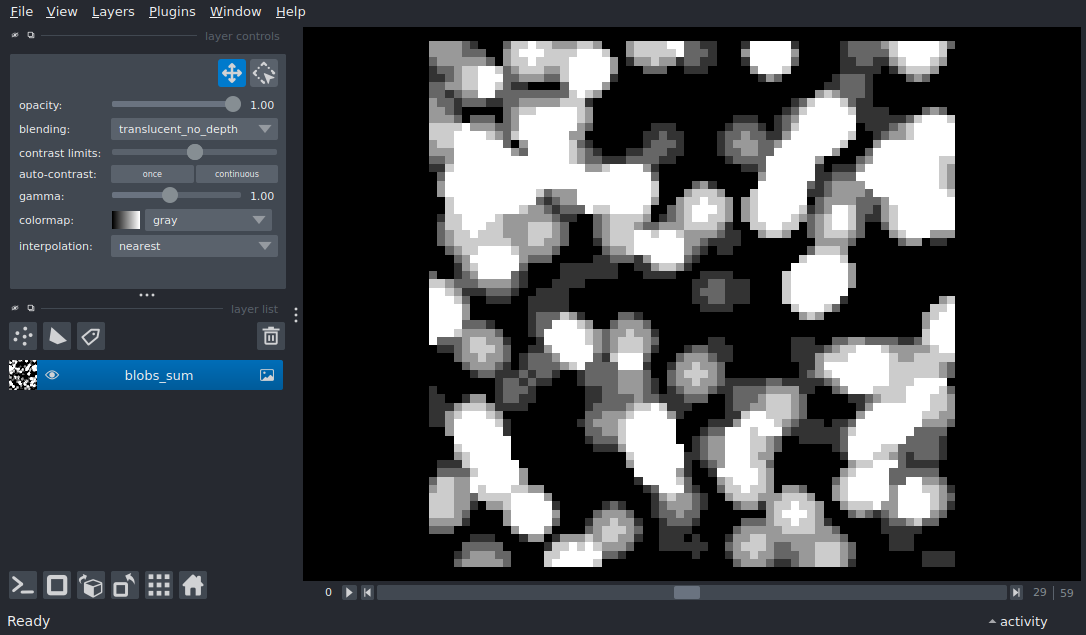 File View Layers Plugins Window Help
layer controls
opacity: 1.00
blending: translucent_no_depth
contrast limits:
auto-contrast: once continuous
gamma: 1.00
colormap: gray
interpolation: nearest
layer list
blobs_sum
0 29 | 59
Ready activity